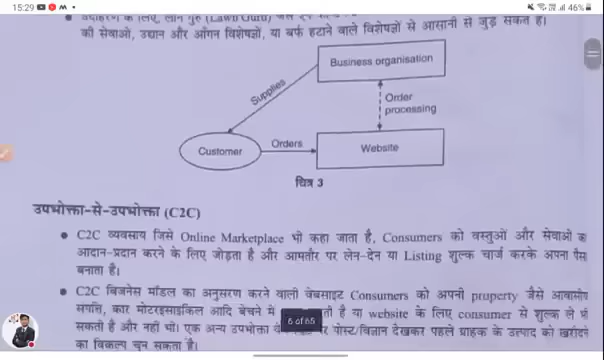 15:29
46%
उदाहरण के लिए, लॉन गुरु (Lawn Guru)
की सेवाओं, उद्यान और आँगन विशेषज्ञों, या बर्फ हटाने वाले विशेषज्ञों से आसानी से जुड़ सकते हैं।
Business organisation
Supplies
Order
processing
Customer
Orders
Website
चित्र 3
उपभोक्ता-से-उपभोक्ता (C2C)
• C2C व्यवसाय जिसे Online Marketplace भी कहा जाता है, Consumers को वस्तुओं और सेवाओं
आदान-प्रदान करने के लिए जोड़ता है और आमतौर पर लेन-देन या Listing शुल्क चार्ज करके अपना
बनाता है।
• C2C बिजनेस मॉडल का अनुसरण करने वाली वेबसाइट Consumers को अपनी property जैसे
कार मोटरसाइकिल आदि बेचने में है या website के लिए consumer से शुल्क ले भी
सकती है और नहीं भी। एक अन्य उपभोक्ता पोस्ट/विज्ञान देखकर पहले ग्राहक के उत्पाद को खरीदने
का विकल्प चुन सकता है।
6 of 65